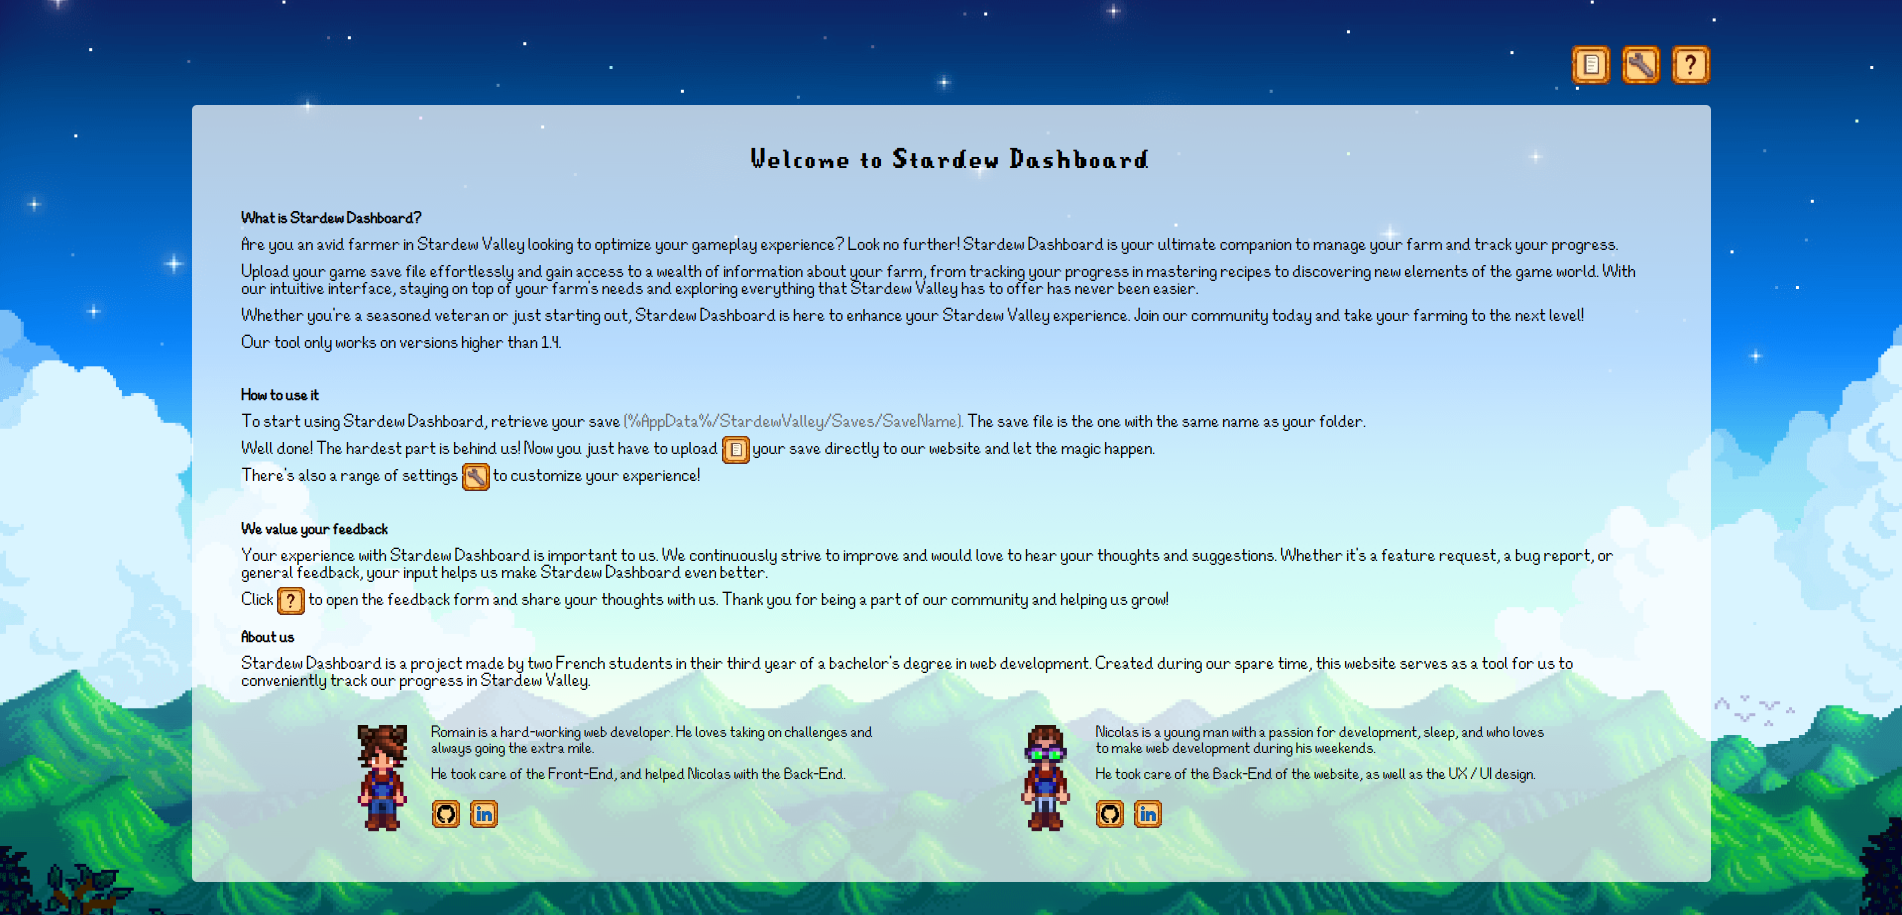 ?
Welcome to Stardew Dashboard
What is Stardew Dashboard?
Are you an avid farmer in Stardew Valley looking to optimize your gameplay experience? Look no further! Stardew Dashboard is your ultimate companion to manage your farm and track your progress.
Upload your game save file effortlessly and gain access to a wealth of information about your farm, from tracking your progress in mastering recipes to discovering new elements of the game world. With
our intuitive interface, staying on top of your farm's needs and exploring everything that Stardew Valley has to offer has never been easier.
Whether you're a seasoned veteran or just starting out, Stardew Dashboard is here to enhance your Stardew Valley experience. Join our community today and take your farming to the next level!
Our tool only works on versions higher than 1.4.
How to use it
To start using Stardew Dashboard, retrieve your save (%AppData%/StardewValley/Saves/SaveName). The save file is the one with the same name as your folder.
Well done! The hardest part is behind us! Now you just have to upload your save directly to our website and let the magic happen.
There's also a range of settings to customize your experience!
We value your feedback
Your experience with Stardew Dashboard is important to us. We continuously strive to improve and would love to hear your thoughts and suggestions. Whether it's a feature request, a bug report, or
general feedback, your input helps us make Stardew Dashboard even better.
Click ? to open the feedback form and share your thoughts with us. Thank you for being a part of our community and helping us grow!
About us
Stardew Dashboard is a project made by two French students in their third year of a bachelor's degree in web development. Created during our spare time, this website serves as a tool for us to
conveniently track our progress in Stardew Valley.
Romain is a hard-working web developer. He loves taking on challenges and
always going the extra mile.
He took care of the Front-End, and helped Nicolas with the Back-End.
in
Nicolas is a young man with a passion for development, sleep, and who loves
to make web development during his weekends.
He took care of the Back-End of the website, as well as the UX / UI design.
in